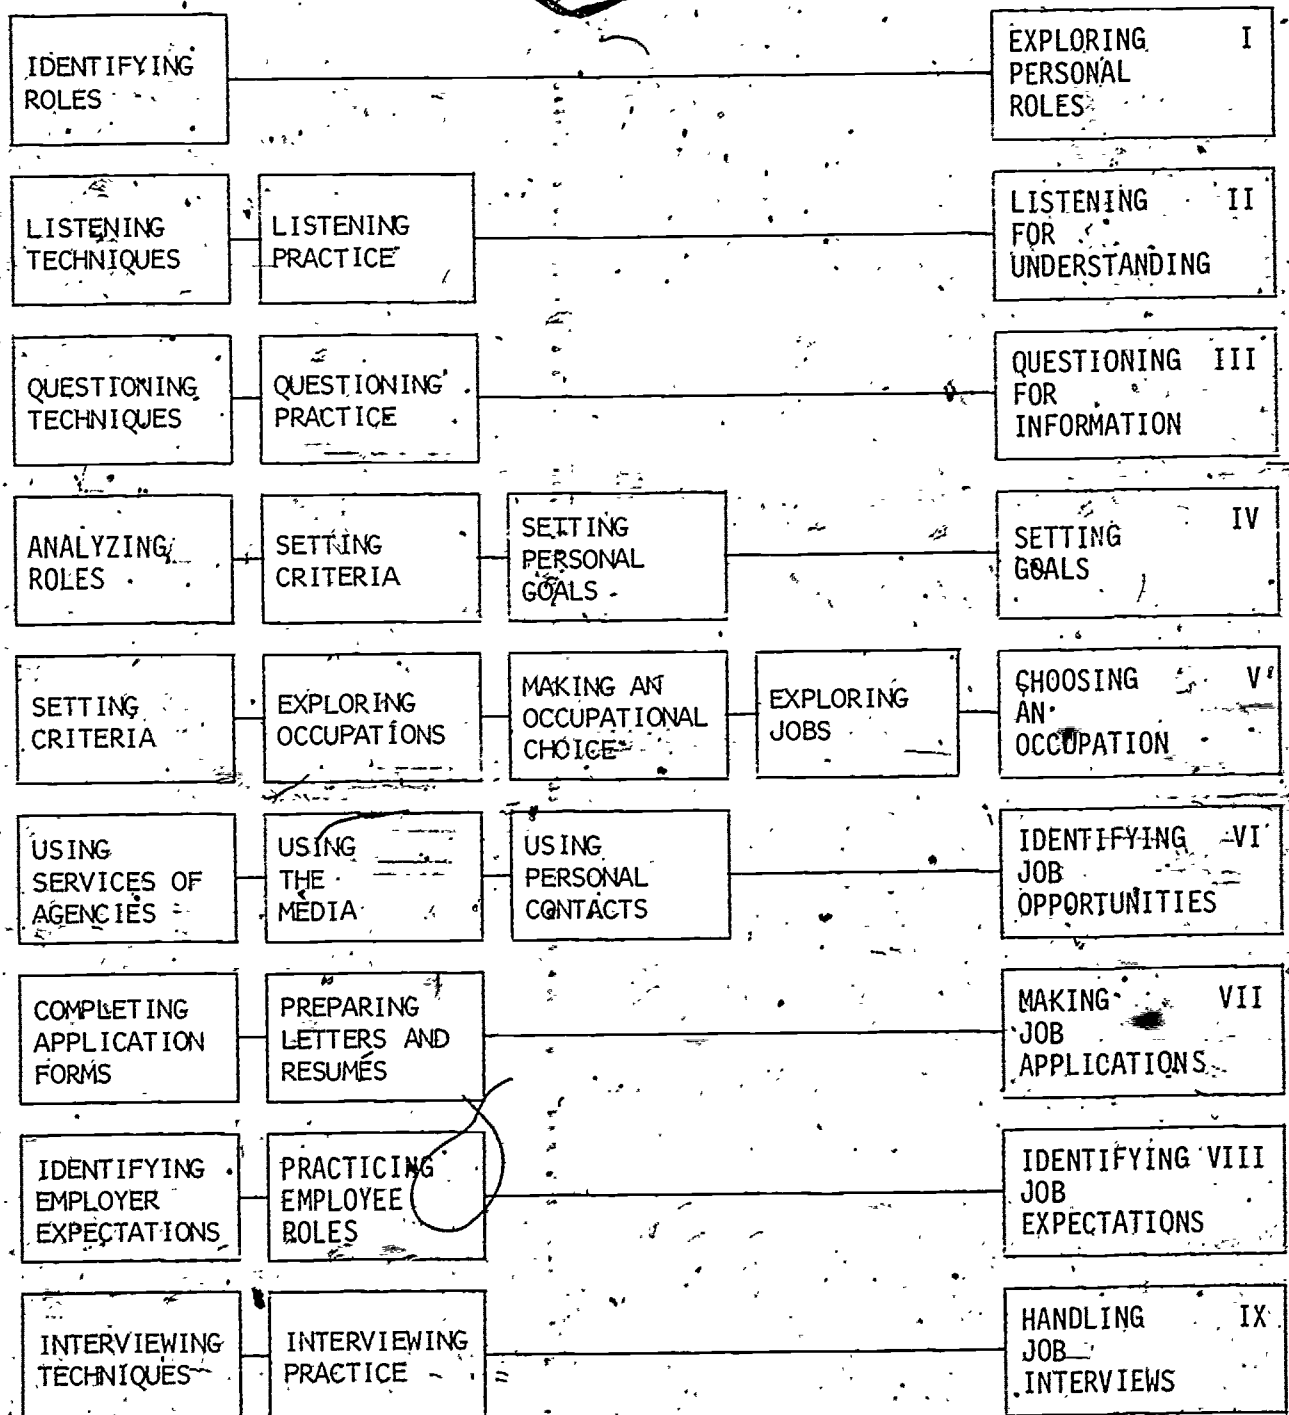 IDENTIFYING
ROLES
EXPLORING I
PERSONAL
ROLES
LISTENING
TECHNIQUES
LISTENING
PRACTICE
LISTENING II
FOR
UNDERSTANDING
QUESTIONING
TECHNIQUES
QUESTIONING
PRACTICE
QUESTIONING III
FOR
INFORMATION
ANALYZING
ROLES
SETTING
CRITERIA
SETTING
PERSONAL
GOALS
IV
SETTING
GOALS
SETTING
CRITERIA
EXPLORING
OCCUPATIONS
MAKING AN
OCCUPATIONAL
CHOICE
EXPLORING
JOBS
CHOOSING V
AN
OCCUPATION
USING
SERVICES OF
AGENCIES
USING
THE
MEDIA
USING
PERSONAL
CONTACTS
IDENTIFYING VI
JOB
OPPORTUNITIES
COMPLETING
APPLICATION
FORMS
PREPARING
LETTERS AND
RESUMÉS
MAKING VII
JOB
APPLICATIONS
IDENTIFYING
EMPLOYER
EXPECTATIONS
PRACTICING
EMPLOYEE
ROLES
IDENTIFYING VIII
JOB
EXPECTATIONS
INTERVIEWING
TECHNIQUES
INTERVIEWING
PRACTICE
HANDLING IX
JOB
INTERVIEWS